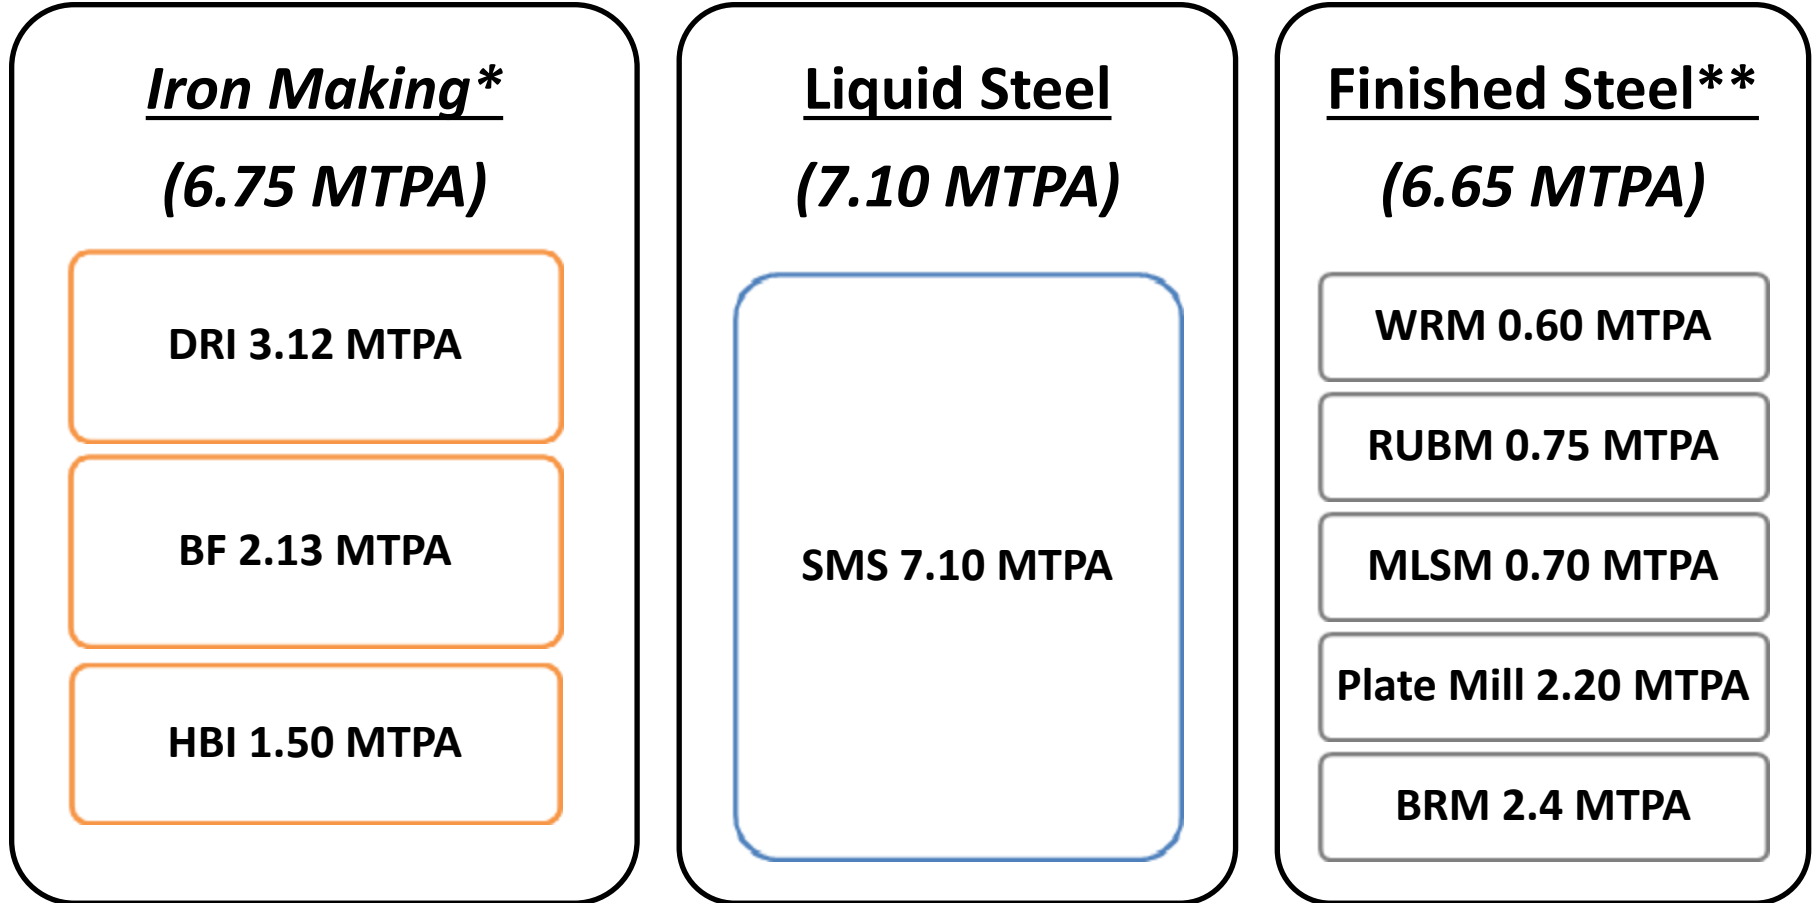 Iron Making*
(6.75 MTPA)
DRI 3.12 MTPA
BF 2.13 MTPA
HBI 1.50 MTPA
Liquid Steel
(7.10 MTPA)
SMS 7.10 MTPA
Finished Steel**
(6.65 MTPA)
WRM 0.60 MTPA
RUBM 0.75 MTPA
MLSM 0.70 MTPA
Plate Mill 2.20 MTPA
BRM 2.4 MTPA